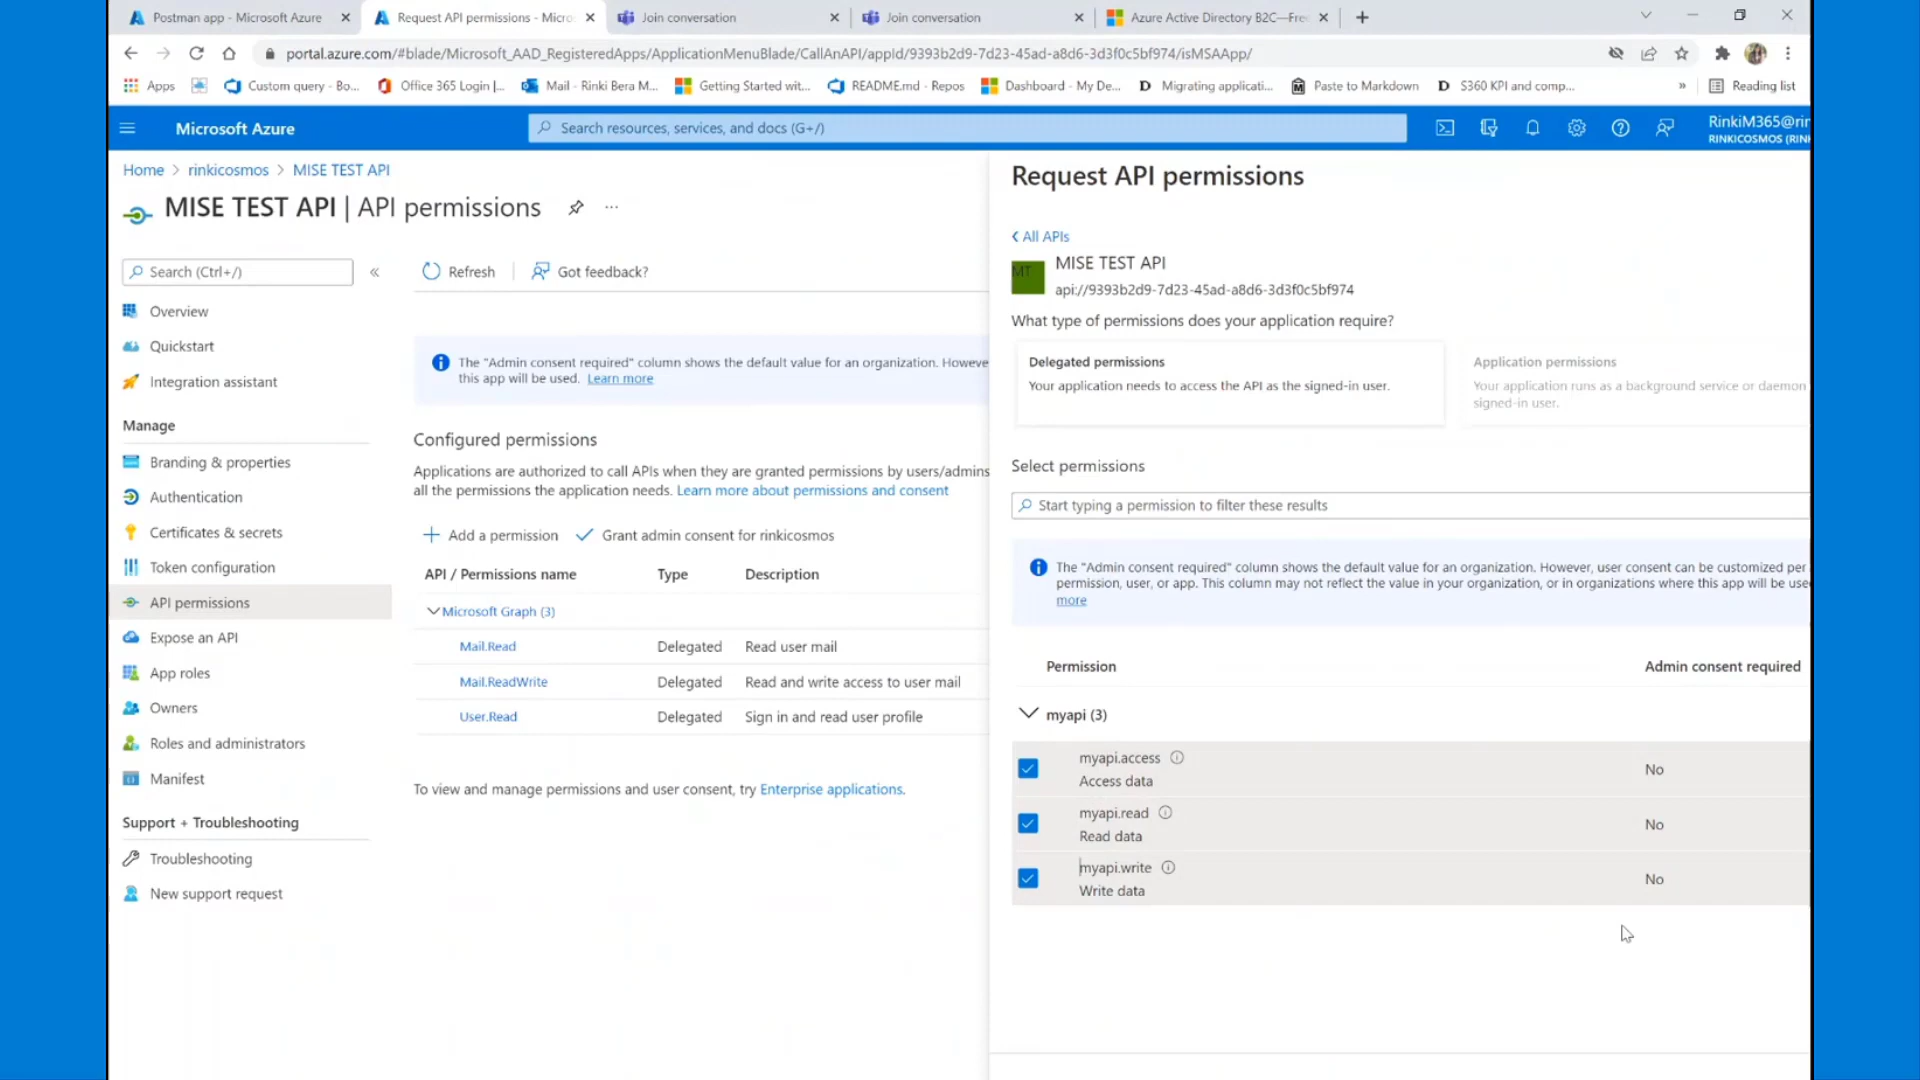 Postman app - Microsoft Azure
Request API permissions - Micro
Join conversation
Join conversation
Azure Active Directory B2C—Free
portal.azure.com/#blade/Microsoft_AAD_RegisteredApps/ApplicationMenuBlade/CallAnAPI/appId/9393b2d9-7d23-45ad-a8d6-3d3f0c5bf974/isMSAApp/
Apps
Custom query - Bo...
Office 365 Login |...
Mail - Rinki Bera M...
Getting Started wit...
README.md - Repos
Dashboard - My De...
Migrating applicati...
Paste to Markdown
S360 KPI and comp...
»
Reading list
Microsoft Azure
Search resources, services, and docs (G+/)
RinkiM365@rin
RINKICOSMOS (RINK
Home > rinkicosmos > MISE TEST API
MISE TEST API | API permissions
Search (Ctrl+/)
Overview
Quickstart
Integration assistant
Manage
Branding & properties
Authentication
Certificates & secrets
Token configuration
API permissions
Expose an API
App roles
Owners
Roles and administrators
Manifest
Support + Troubleshooting
Troubleshooting
New support request
Refresh
Got feedback?
The "Admin consent required" column shows the default value for an organization. Howeve
this app will be used. Learn more
Configured permissions
Applications are authorized to call APIs when they are granted permissions by users/admins
all the permissions the application needs. Learn more about permissions and consent
Add a permission
Grant admin consent for rinkicosmos
API / Permissions name Type Description
Microsoft Graph (3)
Mail.Read Delegated Read user mail
Mail.ReadWrite Delegated Read and write access to user mail
User.Read Delegated Sign in and read user profile
To view and manage permissions and user consent, try Enterprise applications.
Request API permissions
All APIs
MT
MISE TEST API
api://9393b2d9-7d23-45ad-a8d6-3d3f0c5bf974
What type of permissions does your application require?
Delegated permissions
Your application needs to access the API as the signed-in user.
Application permissions
Your application runs as a background service or daemon
signed-in user.
Select permissions
Start typing a permission to filter these results
The "Admin consent required" column shows the default value for an organization. However, user consent can be customized per
permission, user, or app. This column may not reflect the value in your organization, or in organizations where this app will be use
more
Permission Admin consent required
myapi (3)
myapi.access
Access data
No
myapi.read
Read data
No
myapi.write
Write data
No